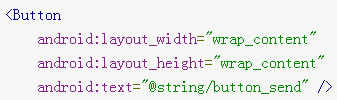 <Button
    android:layout_width="wrap_content"
    android:layout_height="wrap_content"
    android:text="@string/button_send" />